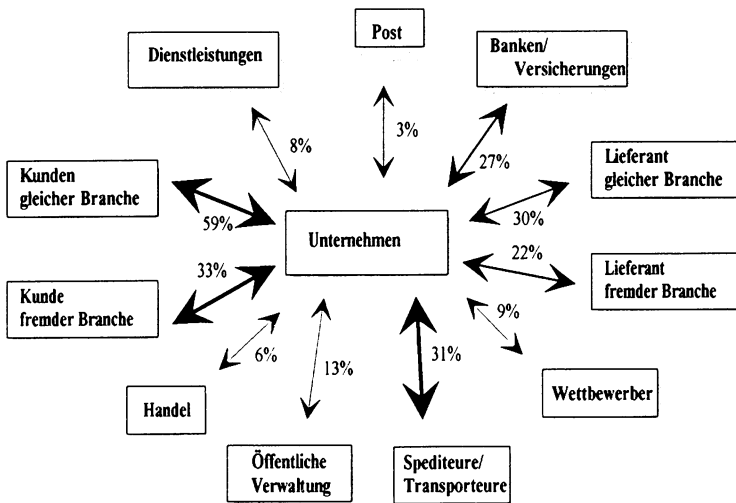 Post
Dienstleistungen
Banken/
Versicherungen
8%
3%
27%
Kunden
gleicher Branche
Lieferant
gleicher Branche
59%
30%
Unternehmen
33%
22%
Kunde
fremder Branche
Lieferant
fremder Branche
9%
6%
13%
31%
Handel
Wettbewerber
Öffentliche
Verwaltung
Spediteure/
Transporteure